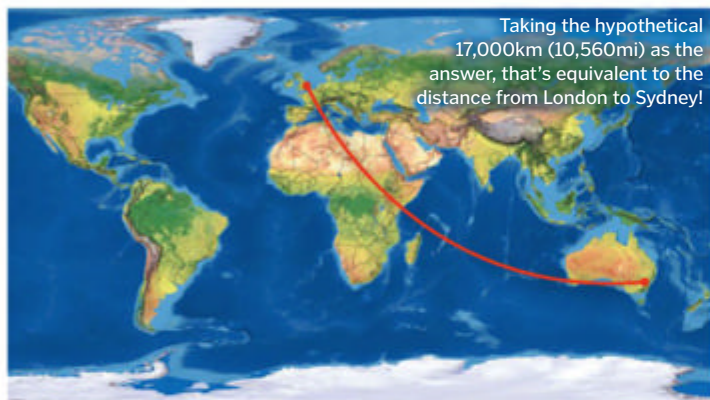 Taking the hypothetical
17,000km (10,560mi) as the
answer, that's equivalent to the
distance from London to Sydney!